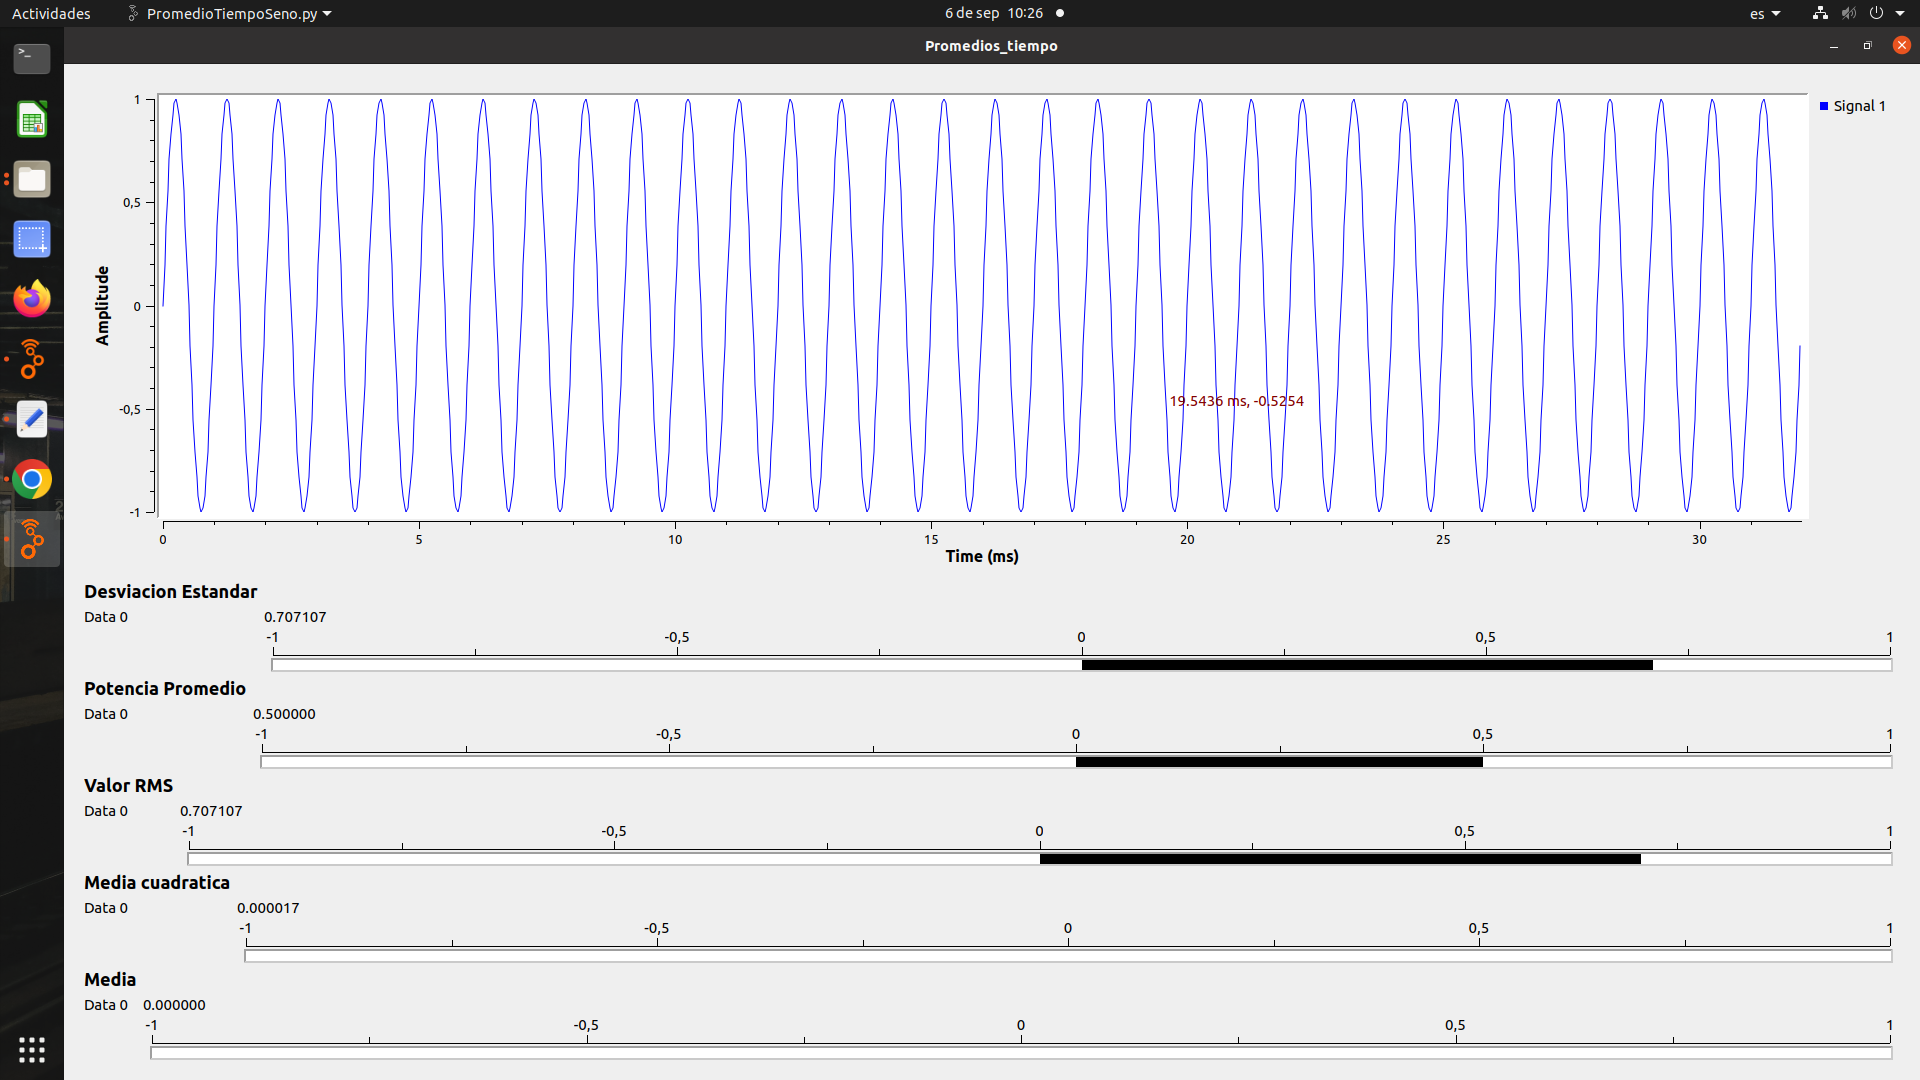 Actividades PromedioTiempoSeno.py 6 de sep 10:26 es
Promedios_tiempo
Signal 1
Amplitude
1
0,5
0
-0,5
-1
19.5436 ms, -0.5254
0 5 10 15 20 25 30
Time (ms)
Desviacion Estandar
Data 0 0.707107
-1 -0,5 0 0,5 1
Potencia Promedio
Data 0 0.500000
-1 -0,5 0 0,5 1
Valor RMS
Data 0 0.707107
-1 -0,5 0 0,5 1
Media cuadratica
Data 0 0.000017
-1 -0,5 0 0,5 1
Media
Data 0 0.000000
-1 -0,5 0 0,5 1